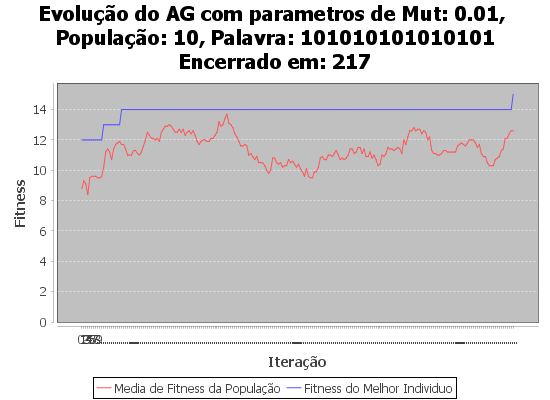 Evolução do AG com parametros de Mut: 0.01,
População: 10, Palavra: 101010101010101
Encerrado em: 217
14
12
10
8
6
4
2
0
Fitness
Iteração
Media de Fitness da População
Fitness do Melhor Individuo